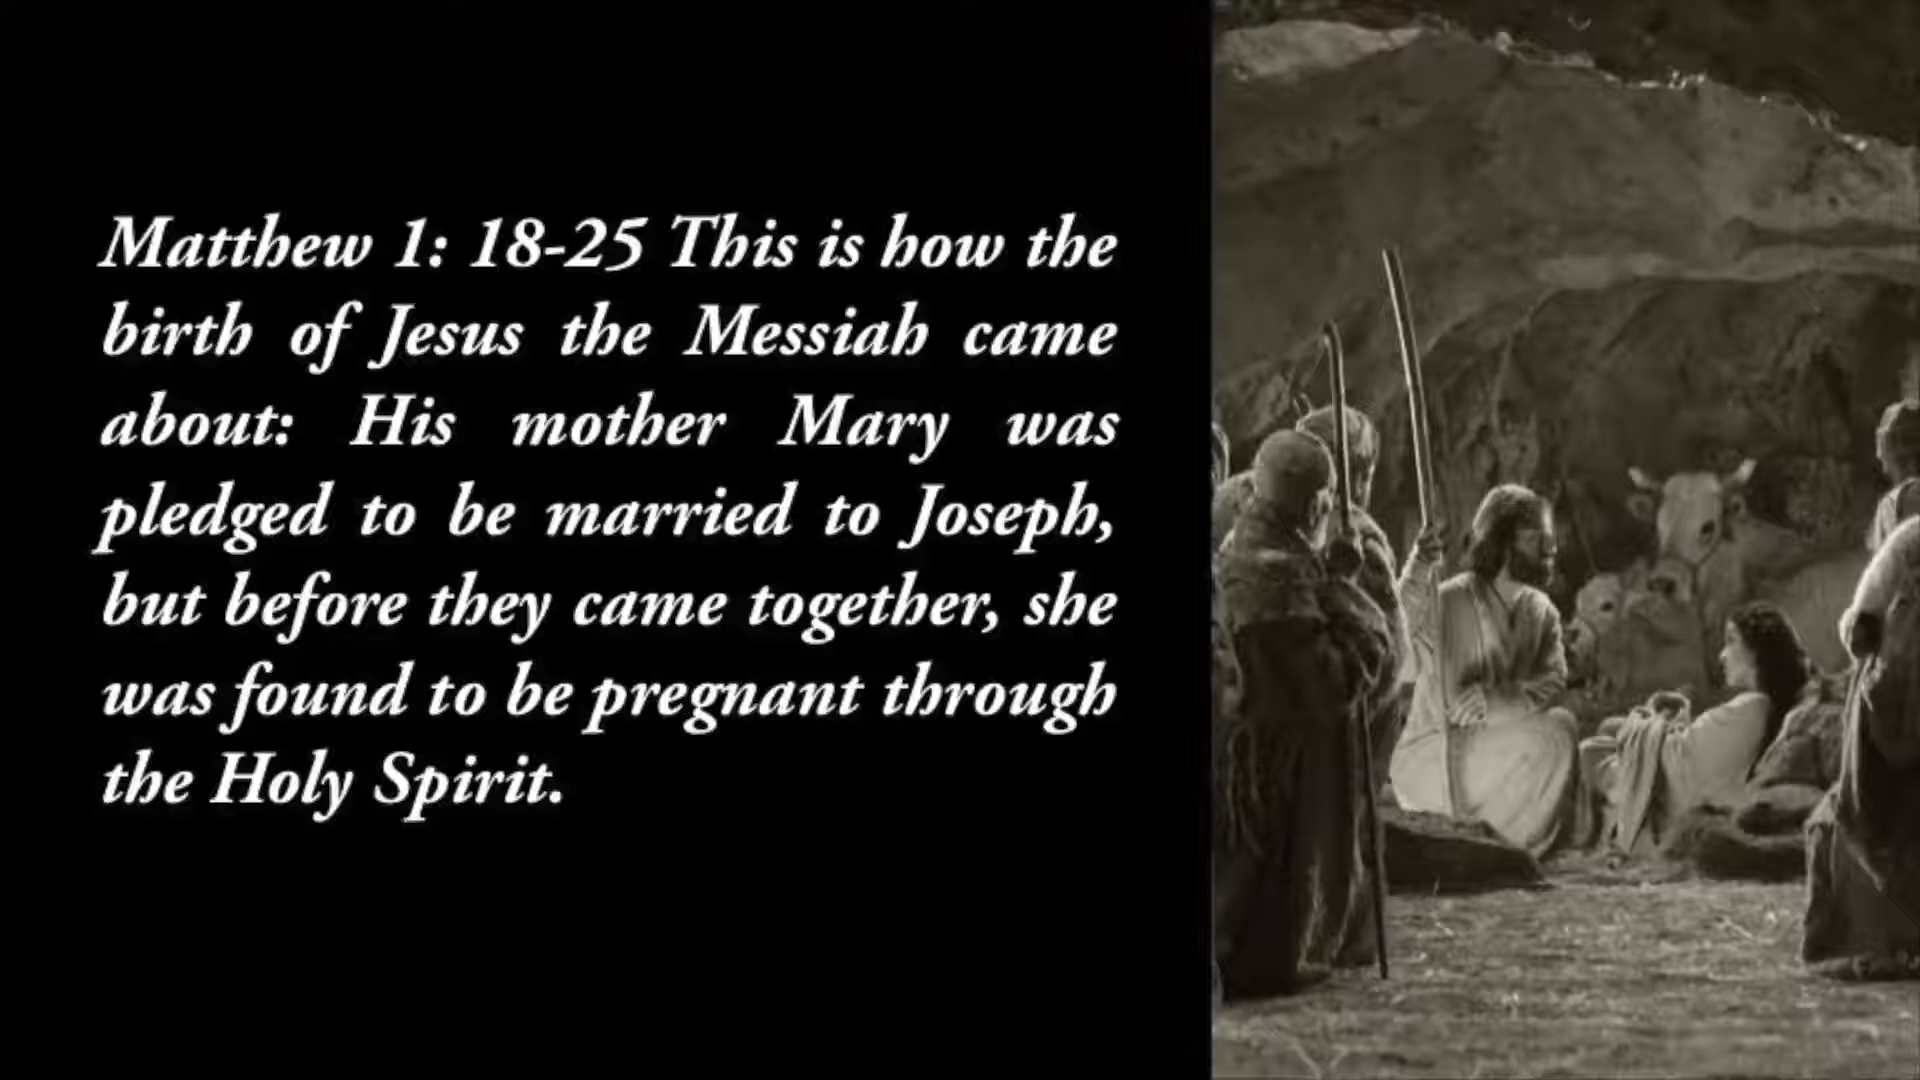 Matthew 1: 18-25 This is how the
birth of Jesus the Messiah came
about: His mother Mary was
pledged to be married to Joseph,
but before they came together, she
was found to be pregnant through
the Holy Spirit.